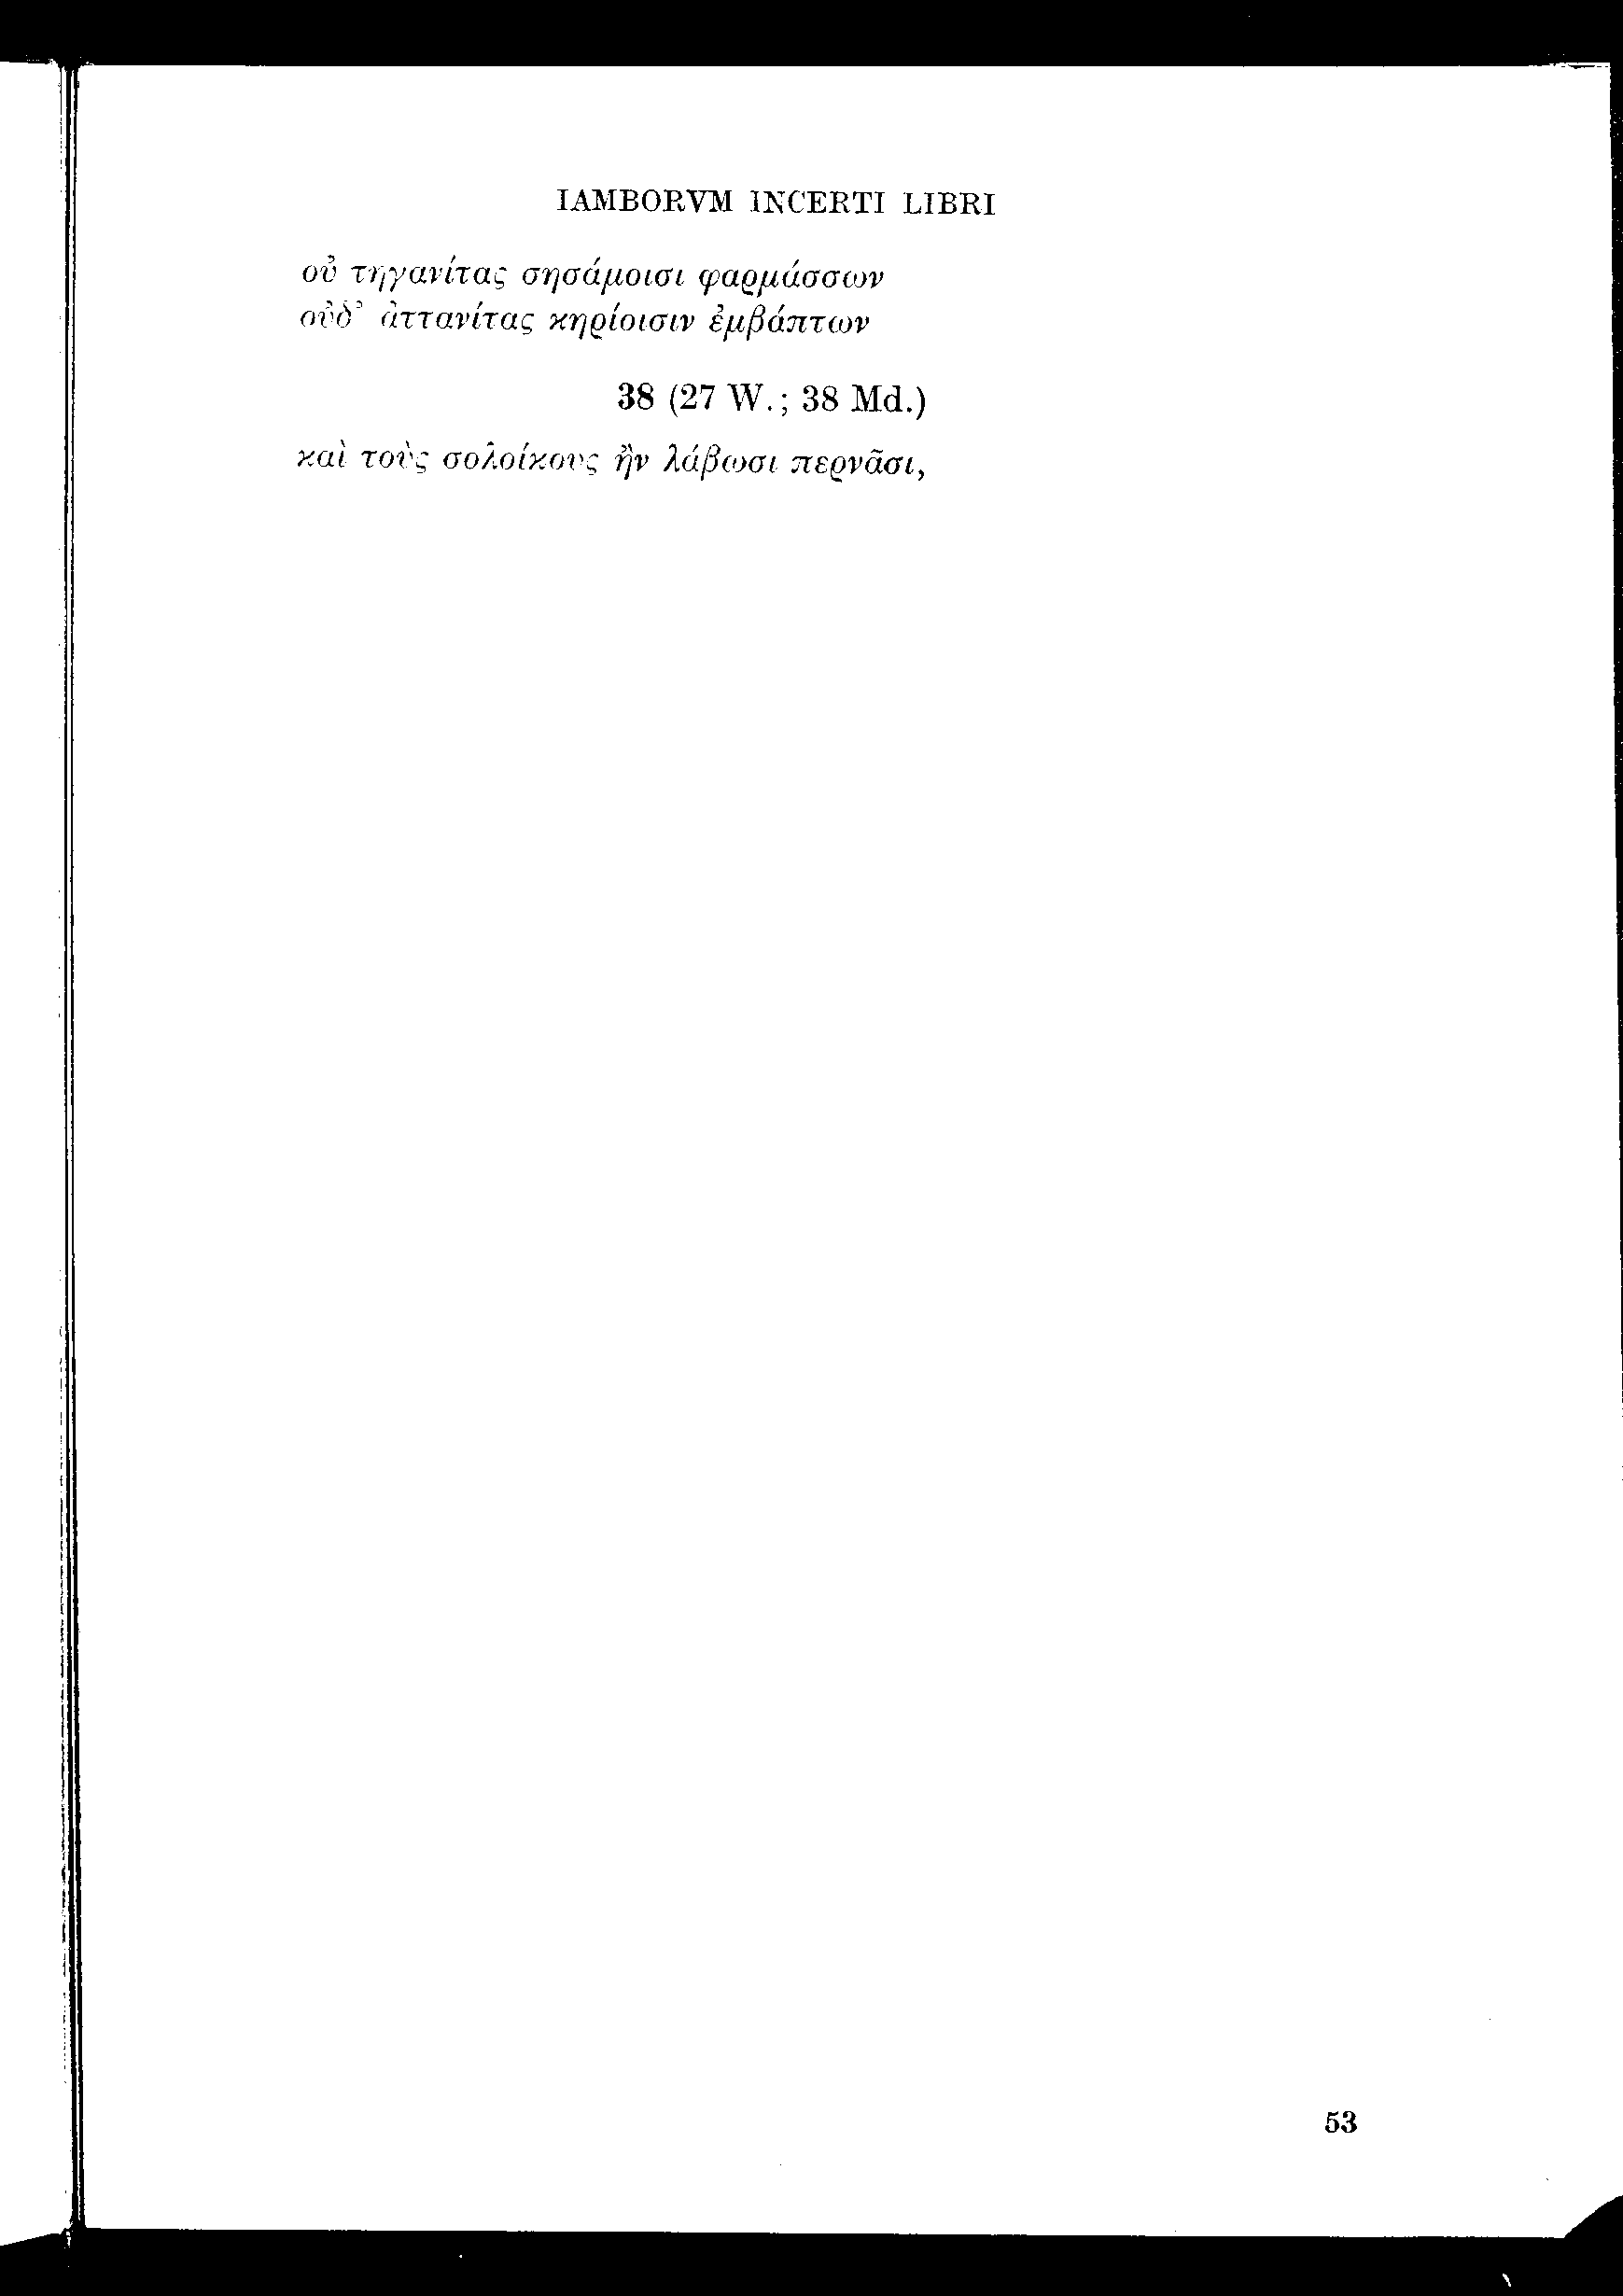 IAMBORVM INCERTI LIBRI
οὐ τηγανίτας σησάμοισι φαρμάσσων
οὐδ’ ἀττανίτας κηρίοισιν ἐμβάπτων
38 (27 W.; 38 Md.)
καὶ τοὺς σολοίκους ἢν λάβωσι περνᾶσι,
53